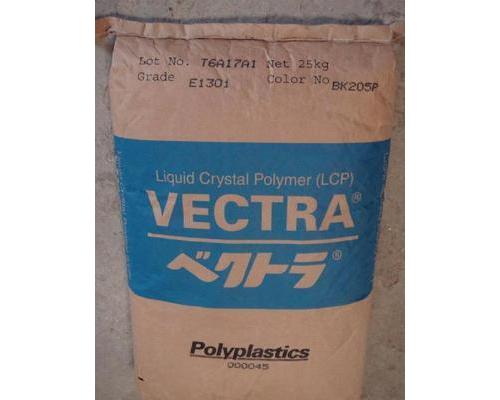 Lot No. T6A17A1 Net 25kg
Grade E130i Color No BK205P
Liquid Crystal Polymer (LCP)
VECTRA®
ベクトラ®
Polyplastics
000045